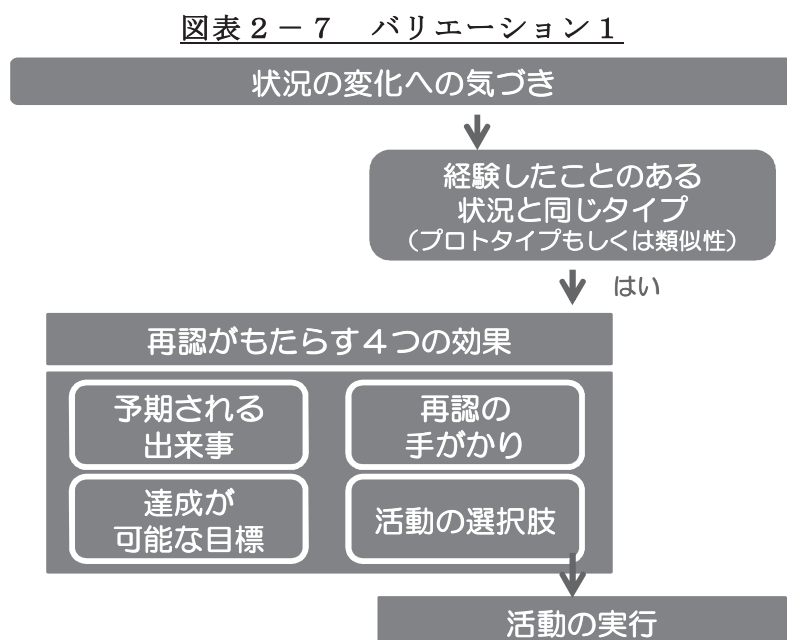 図表２－７　バリエーション１
状況の変化への気づき
経験したことのある
状況と同じタイプ
（プロトタイプもしくは類似性）
はい
再認がもたらす４つの効果
予期される
出来事
再認の
手がかり
達成が
可能な目標
活動の選択肢
活動の実行